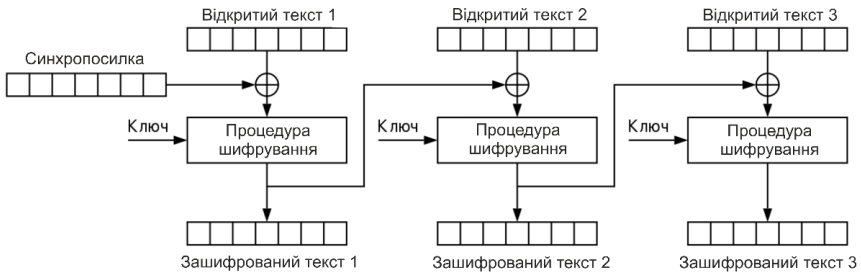 Відкритий текст 1
Відкритий текст 2
Відкритий текст 3
Синхропосилка
Ключ
Процедура
шифрування
Ключ
Процедура
шифрування
Ключ
Процедура
шифрування
Зашифрований текст 1
Зашифрований текст 2
Зашифрований текст 3